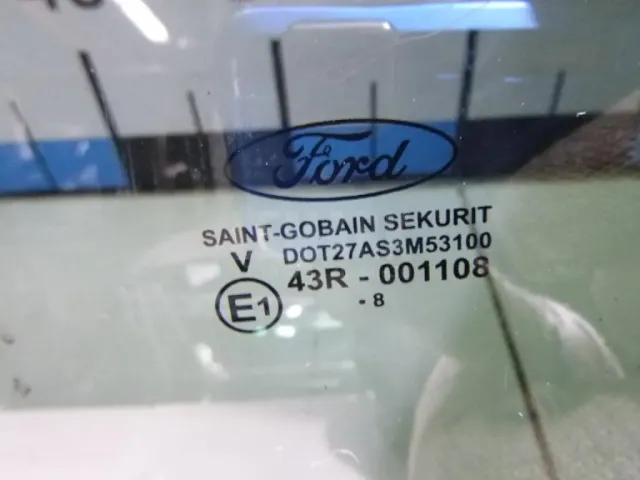 Ford
SAINT-GOBAIN SEKURIT
V DOT27AS3M53100
E1 43R - 001108
- 8